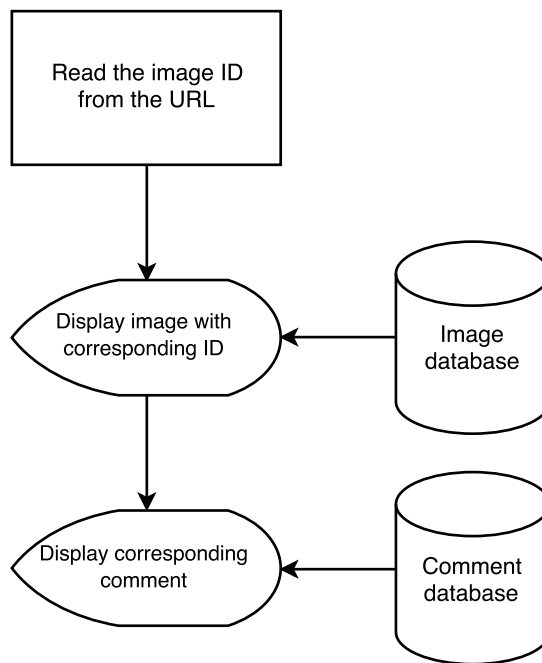 Read the image ID
from the URL
Display image with
corresponding ID
Image
database
Display corresponding
comment
Comment
database